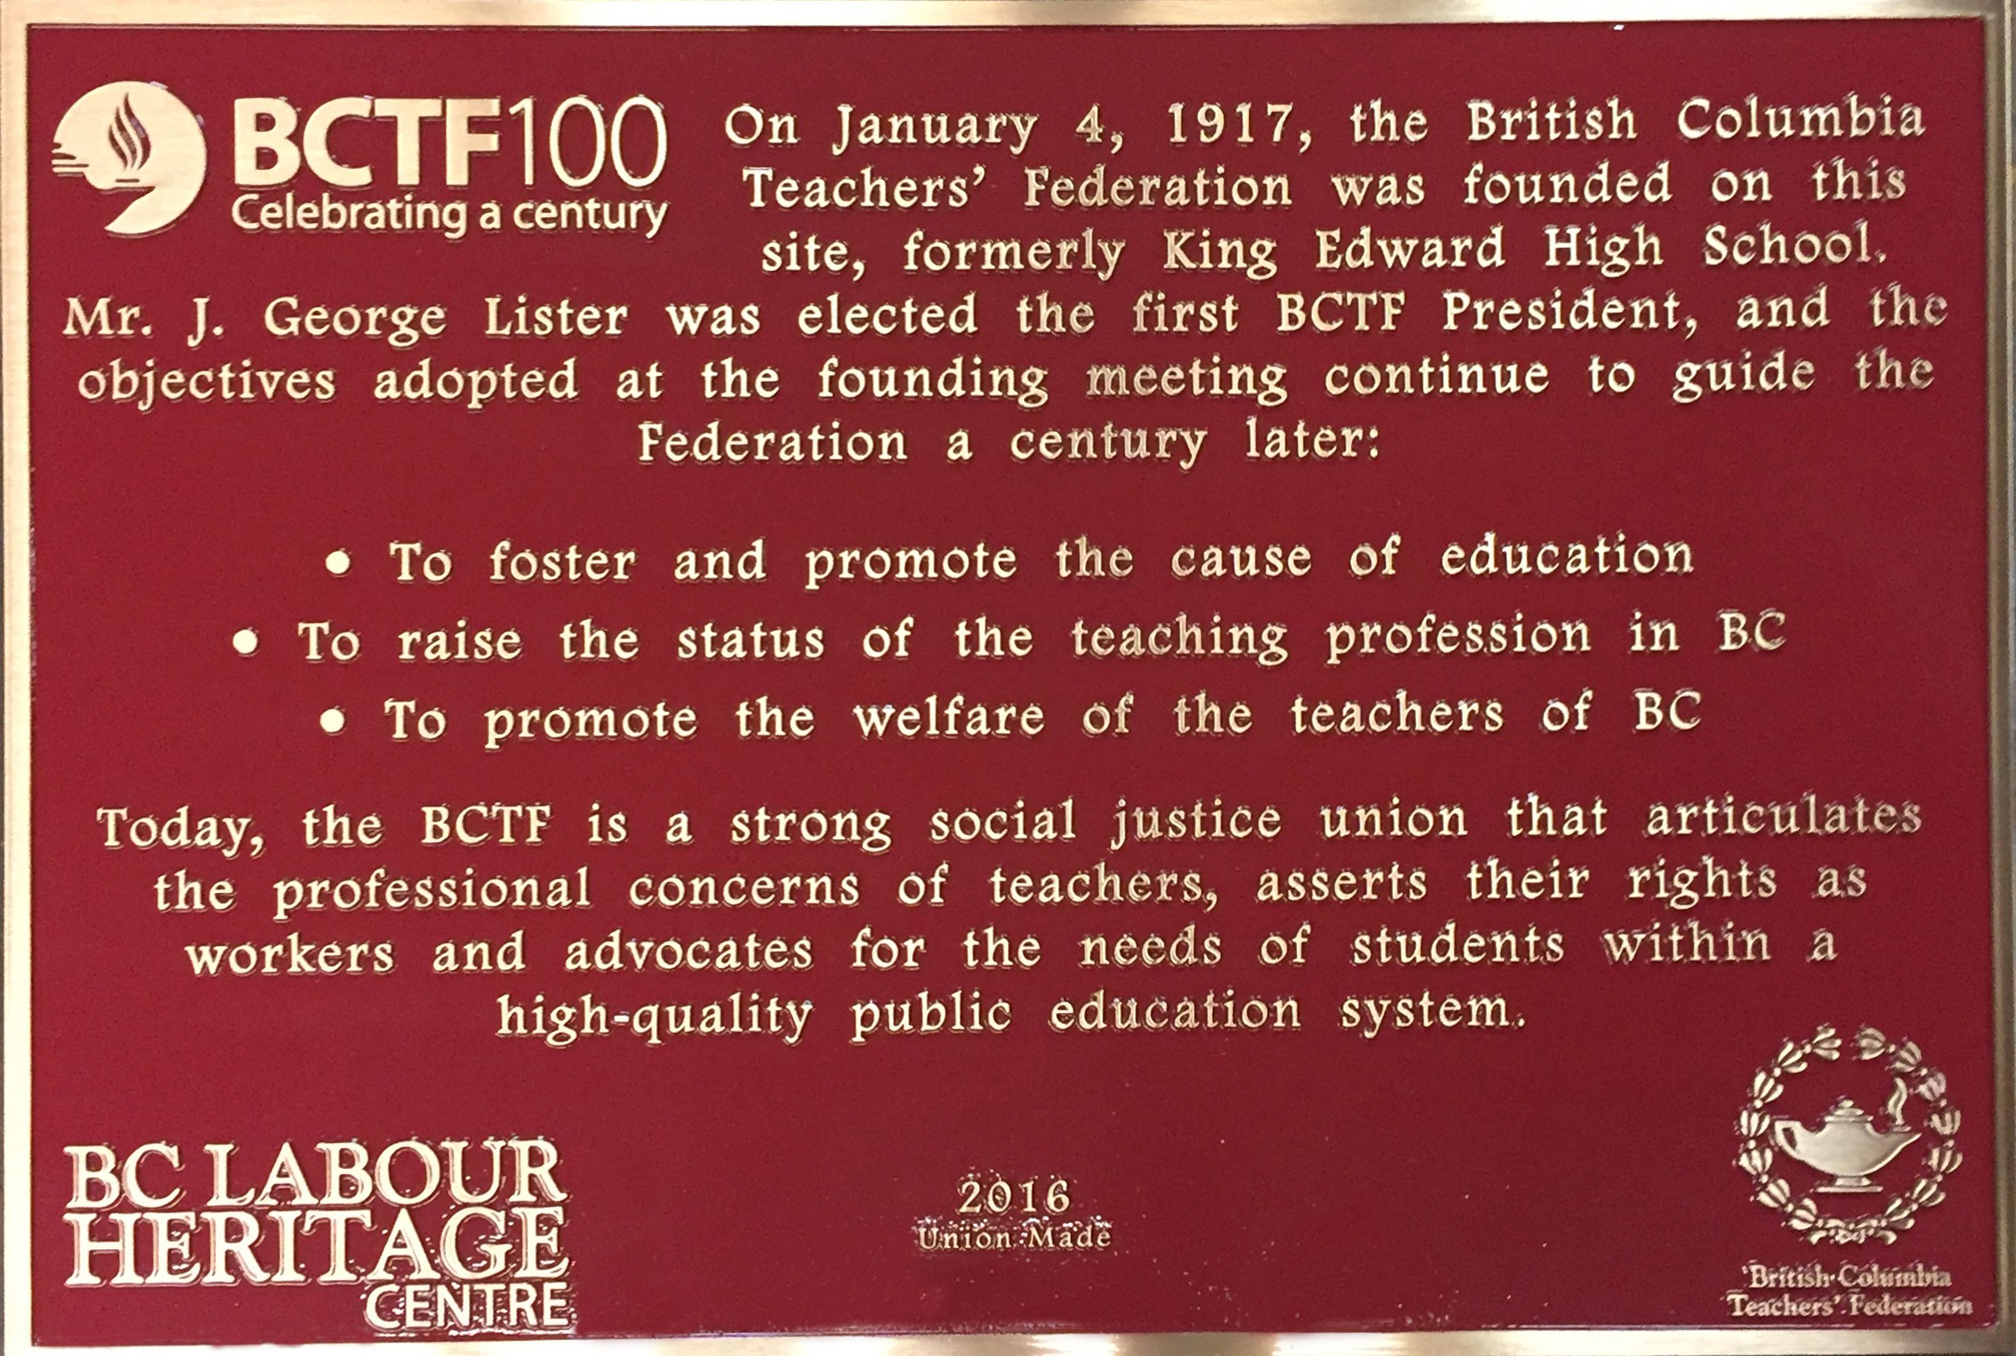 BCTF100
Celebrating a century
On January 4, 1917, the British Columbia
Teachers’ Federation was founded on this
site, formerly King Edward High School.
Mr. J. George Lister was elected the first BCTF President, and the
objectives adopted at the founding meeting continue to guide the
Federation a century later:
• To foster and promote the cause of education
• To raise the status of the teaching profession in BC
• To promote the welfare of the teachers of BC
Today, the BCTF is a strong social justice union that articulates
the professional concerns of teachers, asserts their rights as
workers and advocates for the needs of students within a
high-quality public education system.
BC LABOUR
HERITAGE
CENTRE
2016
Union Made
British Columbia
Teachers’ Federation